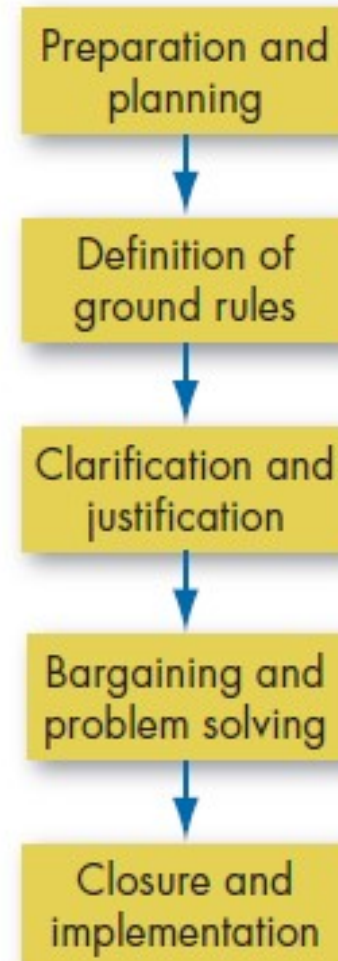 Preparation and
planning
Definition of
ground rules
Clarification and
justification
Bargaining and
problem solving
Closure and
implementation